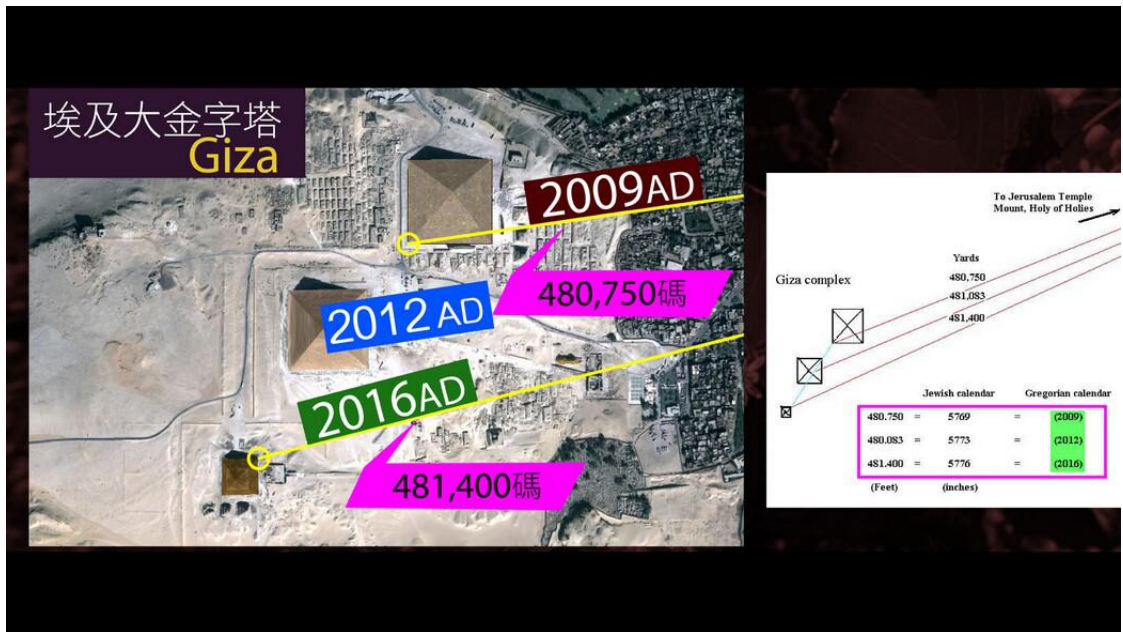 埃及大金字塔
Giza
2009AD
480,750碼
2012 AD
2016AD
481,400碼
To Jerusalem Temple
Mount, Holy of Holies
Yards
Giza complex
480,750
481,083
481,400
Jewish calendar Gregorian calendar
480.750 = 5769 = (2009)
480.083 = 5773 = (2012)
481.400 = 5776 = (2016)
(Feet) (inches)